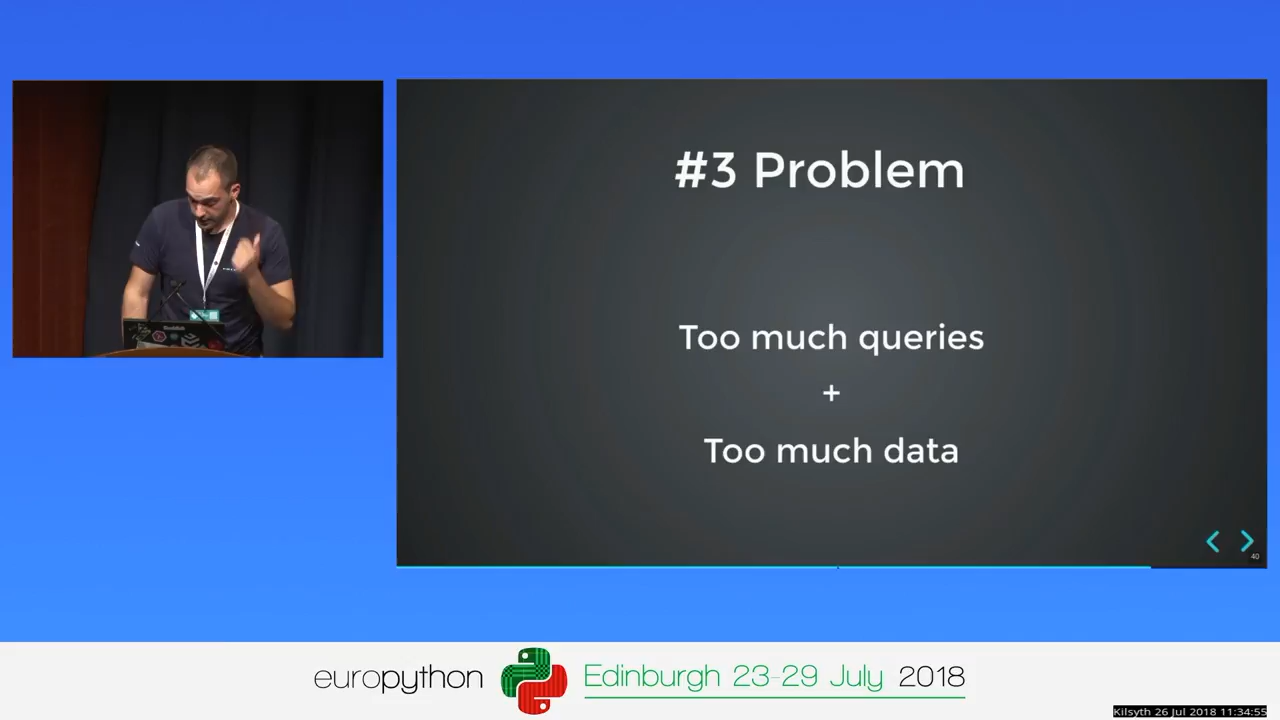 #3 Problem
Too much queries
+
Too much data
40
europython
Edinburgh 23-29 July 2018
Kilsyth 26 Jul 2018 11:34:55